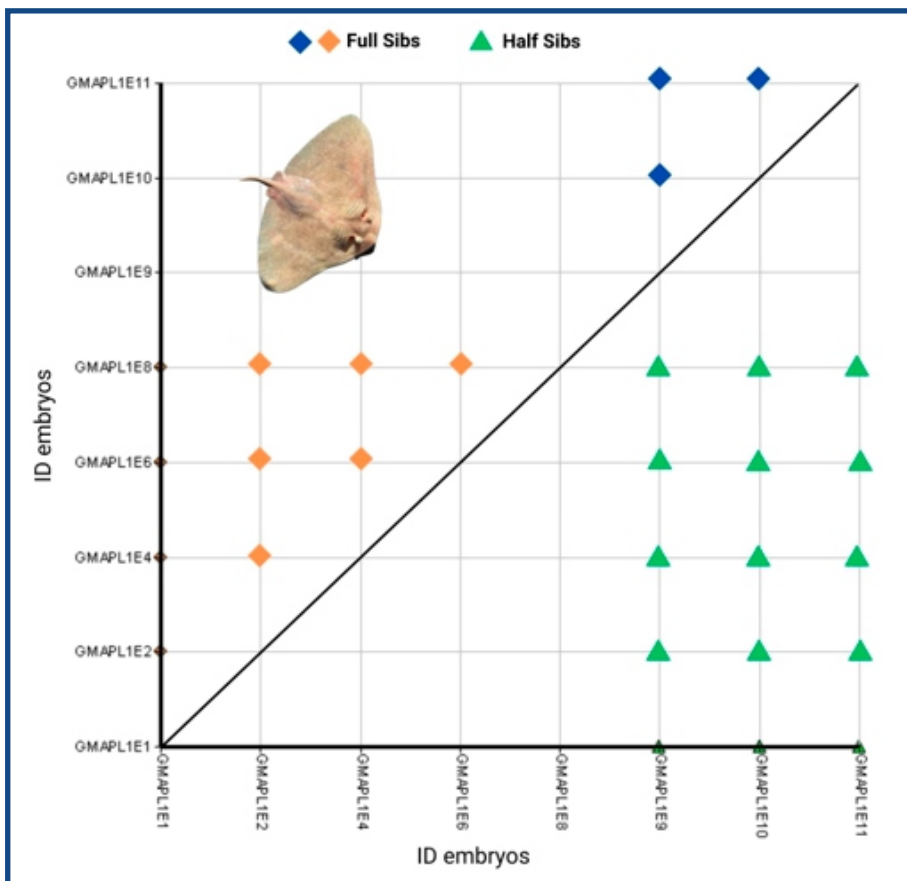 Full Sibs
Half Sibs
GMAPL1E11
GMAPL1E10
GMAPL1E9
GMAPL1E8
GMAPL1E6
GMAPL1E4
GMAPL1E2
GMAPL1E1
ID embryos
GMAPL1E1
GMAPL1E2
GMAPL1E4
GMAPL1E6
GMAPL1E8
GMAPL1E9
GMAPL1E10
GMAPL1E11
ID embryos